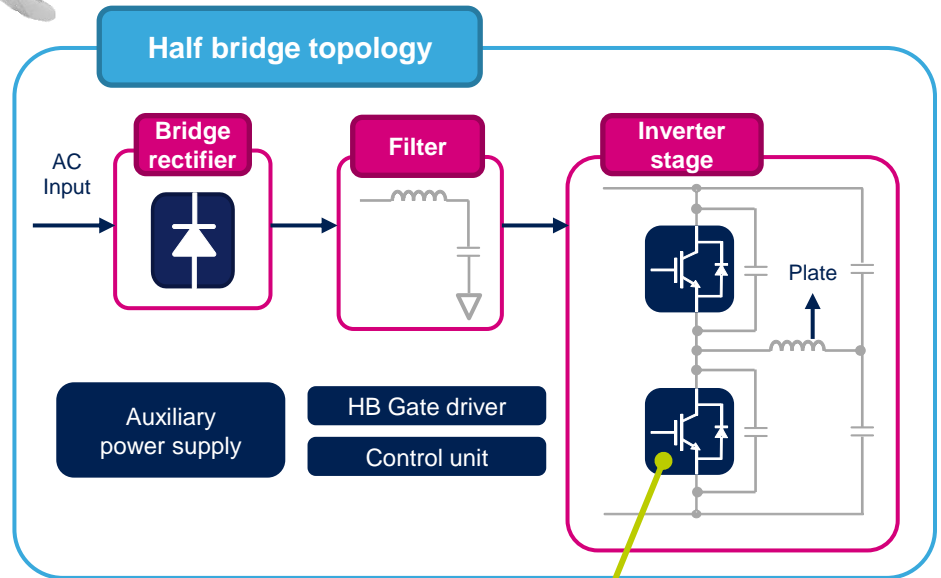 Half bridge topology
Bridge
rectifier
Filter
Inverter
stage
AC
Input
Plate
Auxiliary
power supply
HB Gate driver
Control unit